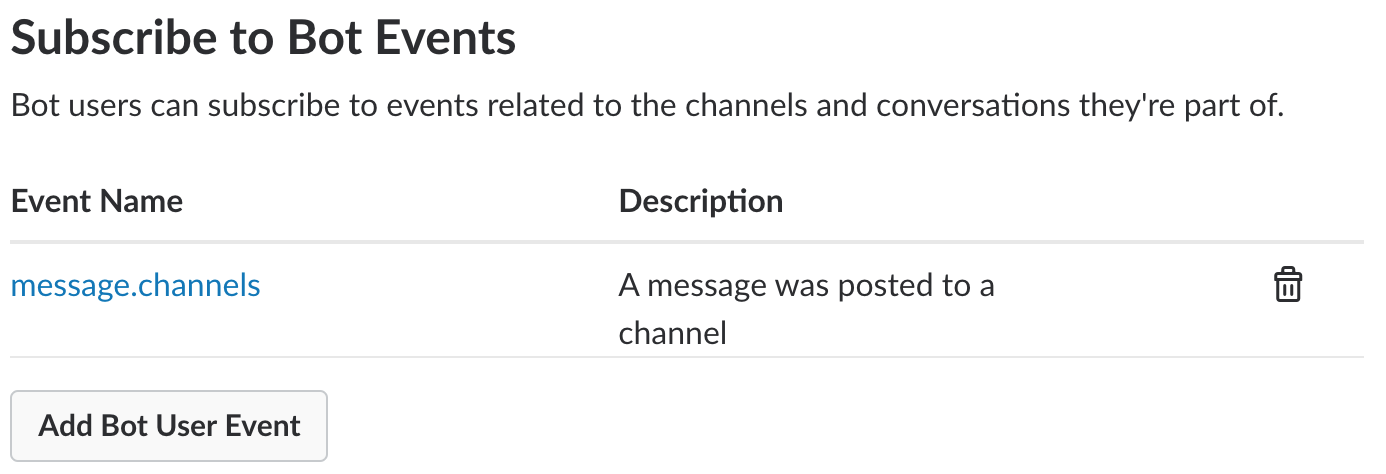 Subscribe to Bot Events
Bot users can subscribe to events related to the channels and conversations they're part of.
Event Name Description
message.channels A message was posted to a
channel
Add Bot User Event